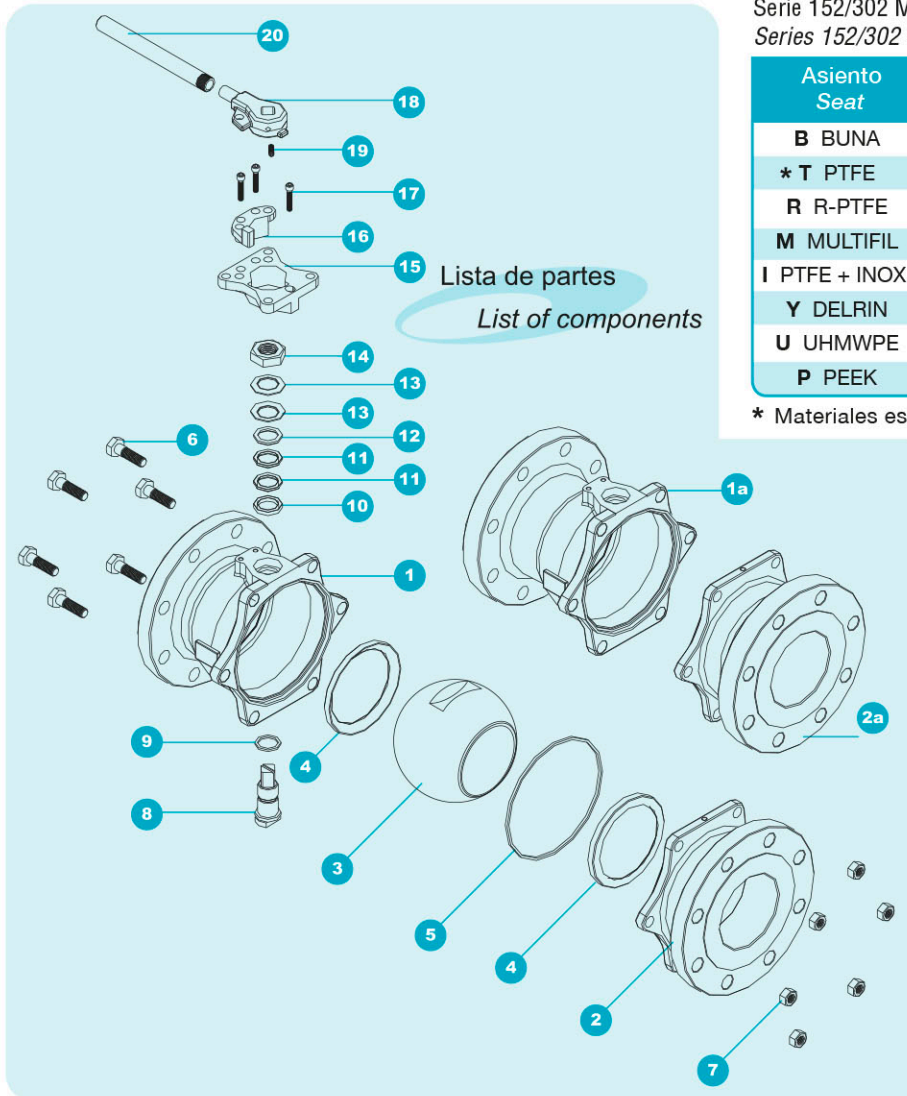 Serie 152/302 M
Series 152/302
Asiento
Seat
B BUNA
* T PTFE
R R-PTFE
M MULTIFIL
I PTFE + INOX
Y DELRIN
U UHMWPE
P PEEK
* Materiales es
Lista de partes
List of components
20
18
19
17
16
15
14
13
13
12
11
11
10
6
1a
1
9
4
8
3
5
4
2
2a
7